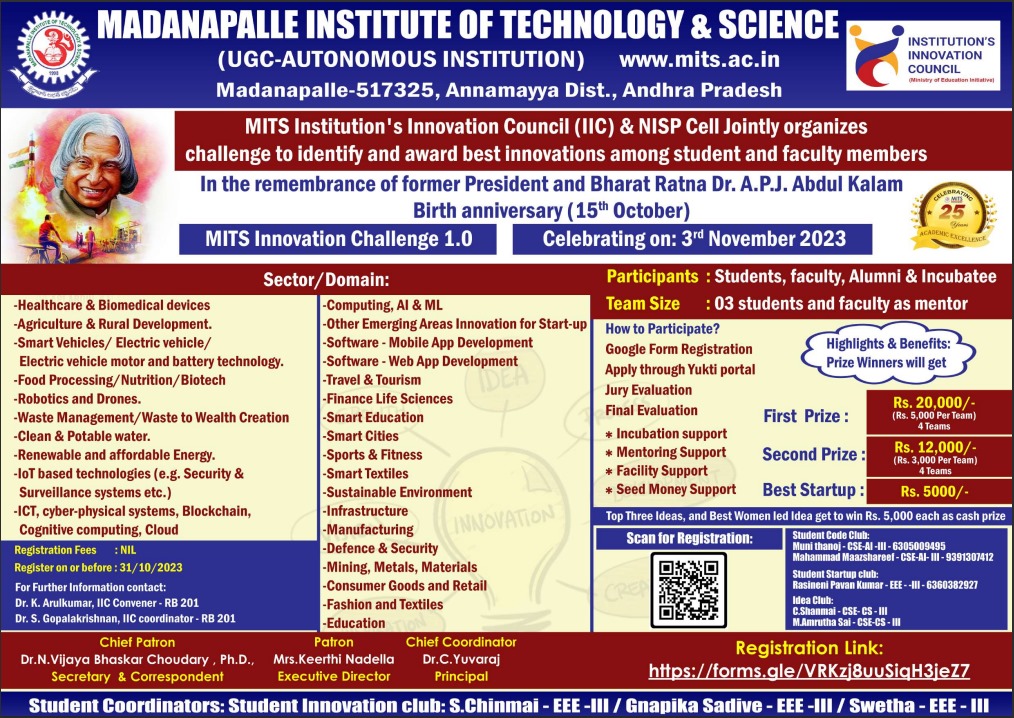 MADANAPALLE INSTITUTE OF TECHNOLOGY & SCIENCE
(UGC-AUTONOMOUS INSTITUTION) www.mits.ac.in
Madanapalle-517325, Annamayya Dist., Andhra Pradesh
INSTITUTION'S
INNOVATION
COUNCIL
(Ministry of Education Initiative)
MITS Institution's Innovation Council (IIC) & NISP Cell Jointly organizes
challenge to identify and award best innovations among student and faculty members
In the remembrance of former President and Bharat Ratna Dr. A.P.J. Abdul Kalam
Birth anniversary (15th October)
MITS Innovation Challenge 1.0
Celebrating on: 3rd November 2023
CELEBRATING
MITS
25
Years
ACADEMIC EXCELLENCE
Sector/Domain:
-Healthcare & Biomedical devices
-Agriculture & Rural Development.
-Smart Vehicles/ Electric vehicle/
Electric vehicle motor and battery technology.
-Food Processing/Nutrition/Biotech
-Robotics and Drones.
-Waste Management/Waste to Wealth Creation
-Clean & Potable water.
-Renewable and affordable Energy.
-IoT based technologies (e.g. Security &
Surveillance systems etc.)
-ICT, cyber-physical systems, Blockchain,
Cognitive computing, Cloud
-Computing, AI & ML
-Other Emerging Areas Innovation for Start-up
-Software - Mobile App Development
-Software - Web App Development
-Travel & Tourism
-Finance Life Sciences
-Smart Education
-Smart Cities
-Sports & Fitness
-Smart Textiles
-Sustainable Environment
-Infrastructure
-Manufacturing
-Defence & Security
-Mining, Metals, Materials
-Consumer Goods and Retail
-Fashion and Textiles
-Education
IDEA
INNOVATION
Registration Fees : NIL
Register on or before : 31/10/2023
For Further Information contact:
Dr. K. Arulkumar, IIC Convener - RB 201
Dr. S. Gopalakrishnan, IIC coordinator - RB 201
Participants : Students, faculty, Alumni & Incubatee
Team Size : 03 students and faculty as mentor
How to Participate?
Google Form Registration
Apply through Yukti portal
Jury Evaluation
Final Evaluation
* Incubation support
* Mentoring Support
* Facility Support
* Seed Money Support
Highlights & Benefits:
Prize Winners will get
First Prize :
Rs. 20,000/-
(Rs. 5,000 Per Team)
4 Teams
Second Prize :
Rs. 12,000/-
(Rs. 3,000 Per Team)
4 Teams
Best Startup :
Rs. 5000/-
Top Three Ideas, and Best Women led Idea get to win Rs. 5,000 each as cash prize
Scan for Registration:
Student Code Club:
Muni thanoj - CSE-AI -III - 6305009495
Mahammad Maazshareef - CSE-AI- III - 9391307412
Student Startup club:
Rasineni Pavan Kumar - EEE - -III - 6360382927
Idea Club:
C.Shanmai - CSE- CS - III
M.Amrutha Sai - CSE-CS - III
Chief Patron
Dr.N.Vijaya Bhaskar Choudary , Ph.D.,
Secretary & Correspondent
Patron
Mrs.Keerthi Nadella
Executive Director
Chief Coordinator
Dr.C.Yuvaraj
Principal
Registration Link:
https://forms.gle/VRKzj8uuSiqH3jeZ7
Student Coordinators: Student Innovation club: S.Chinmai - EEE -III / Gnapika Sadive - EEE -III / Swetha - EEE - III